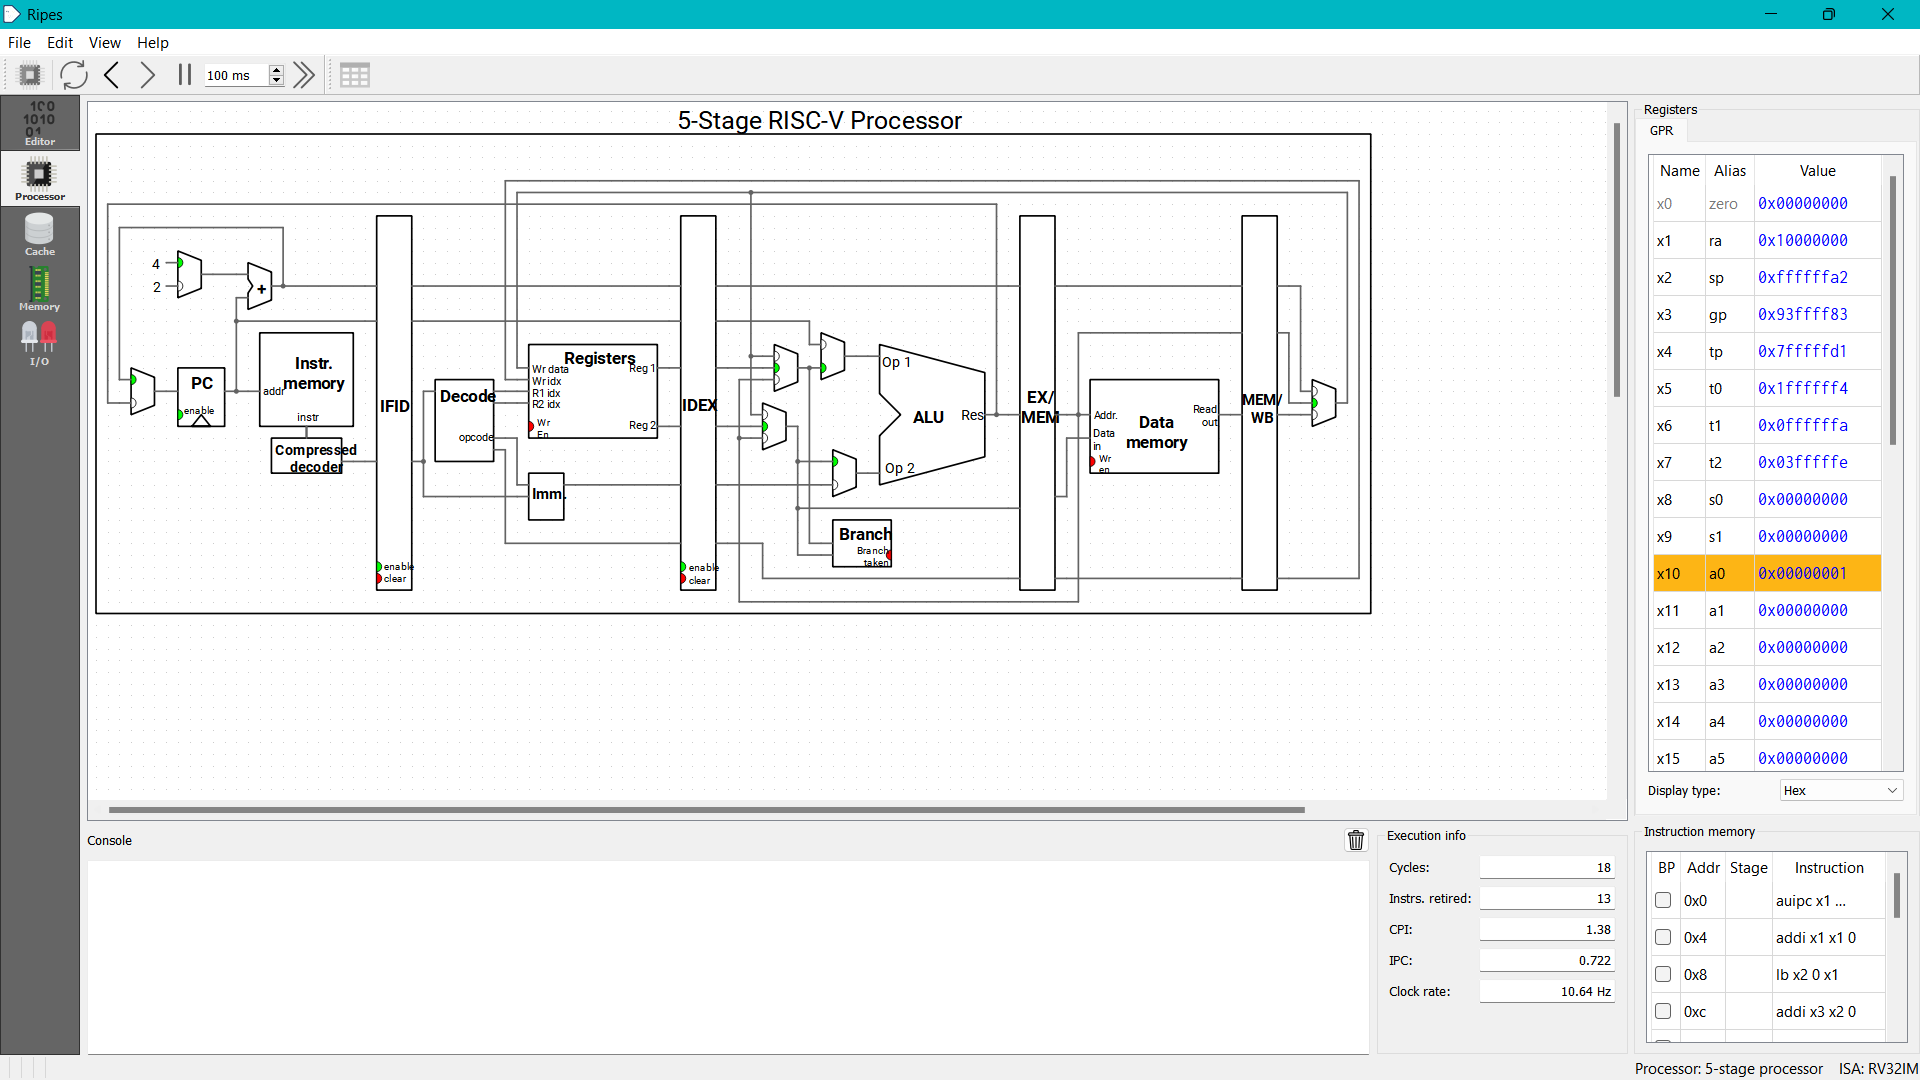 Ripes
File Edit View Help
100 ms
Editor
Processor
Cache
Memory
I/O
5-Stage RISC-V Processor
4
2
+
PC
enable
Instr. memory
addr
instr
Compressed decoder
IFID
enable
clear
Decode
opcode
Registers
Wr data
Wr idx
R1 idx
R2 idx
Wr En
Reg 1
Reg 2
Imm.
IDEX
enable
clear
Op 1
ALU
Res
Op 2
Branch
Branch taken
EX/ MEM
Data memory
Addr.
Data in
Wr en
Read out
MEM/ WB
Console
Execution info
Cycles: 18
Instrs. retired: 13
CPI: 1.38
IPC: 0.722
Clock rate: 10.64 Hz
Registers
GPR
Name Alias Value
x0 zero 0x00000000
x1 ra 0x10000000
x2 sp 0xffffffa2
x3 gp 0x93ffff83
x4 tp 0x7fffffd1
x5 t0 0x1ffffff4
x6 t1 0x0ffffffa
x7 t2 0x03fffffe
x8 s0 0x00000000
x9 s1 0x00000000
x10 a0 0x00000001
x11 a1 0x00000000
x12 a2 0x00000000
x13 a3 0x00000000
x14 a4 0x00000000
x15 a5 0x00000000
Display type: Hex
Instruction memory
BP Addr Stage Instruction
0x0 auipc x1 ...
0x4 addi x1 x1 0
0x8 lb x2 0 x1
0xc addi x3 x2 0
Processor: 5-stage processor ISA: RV32IM